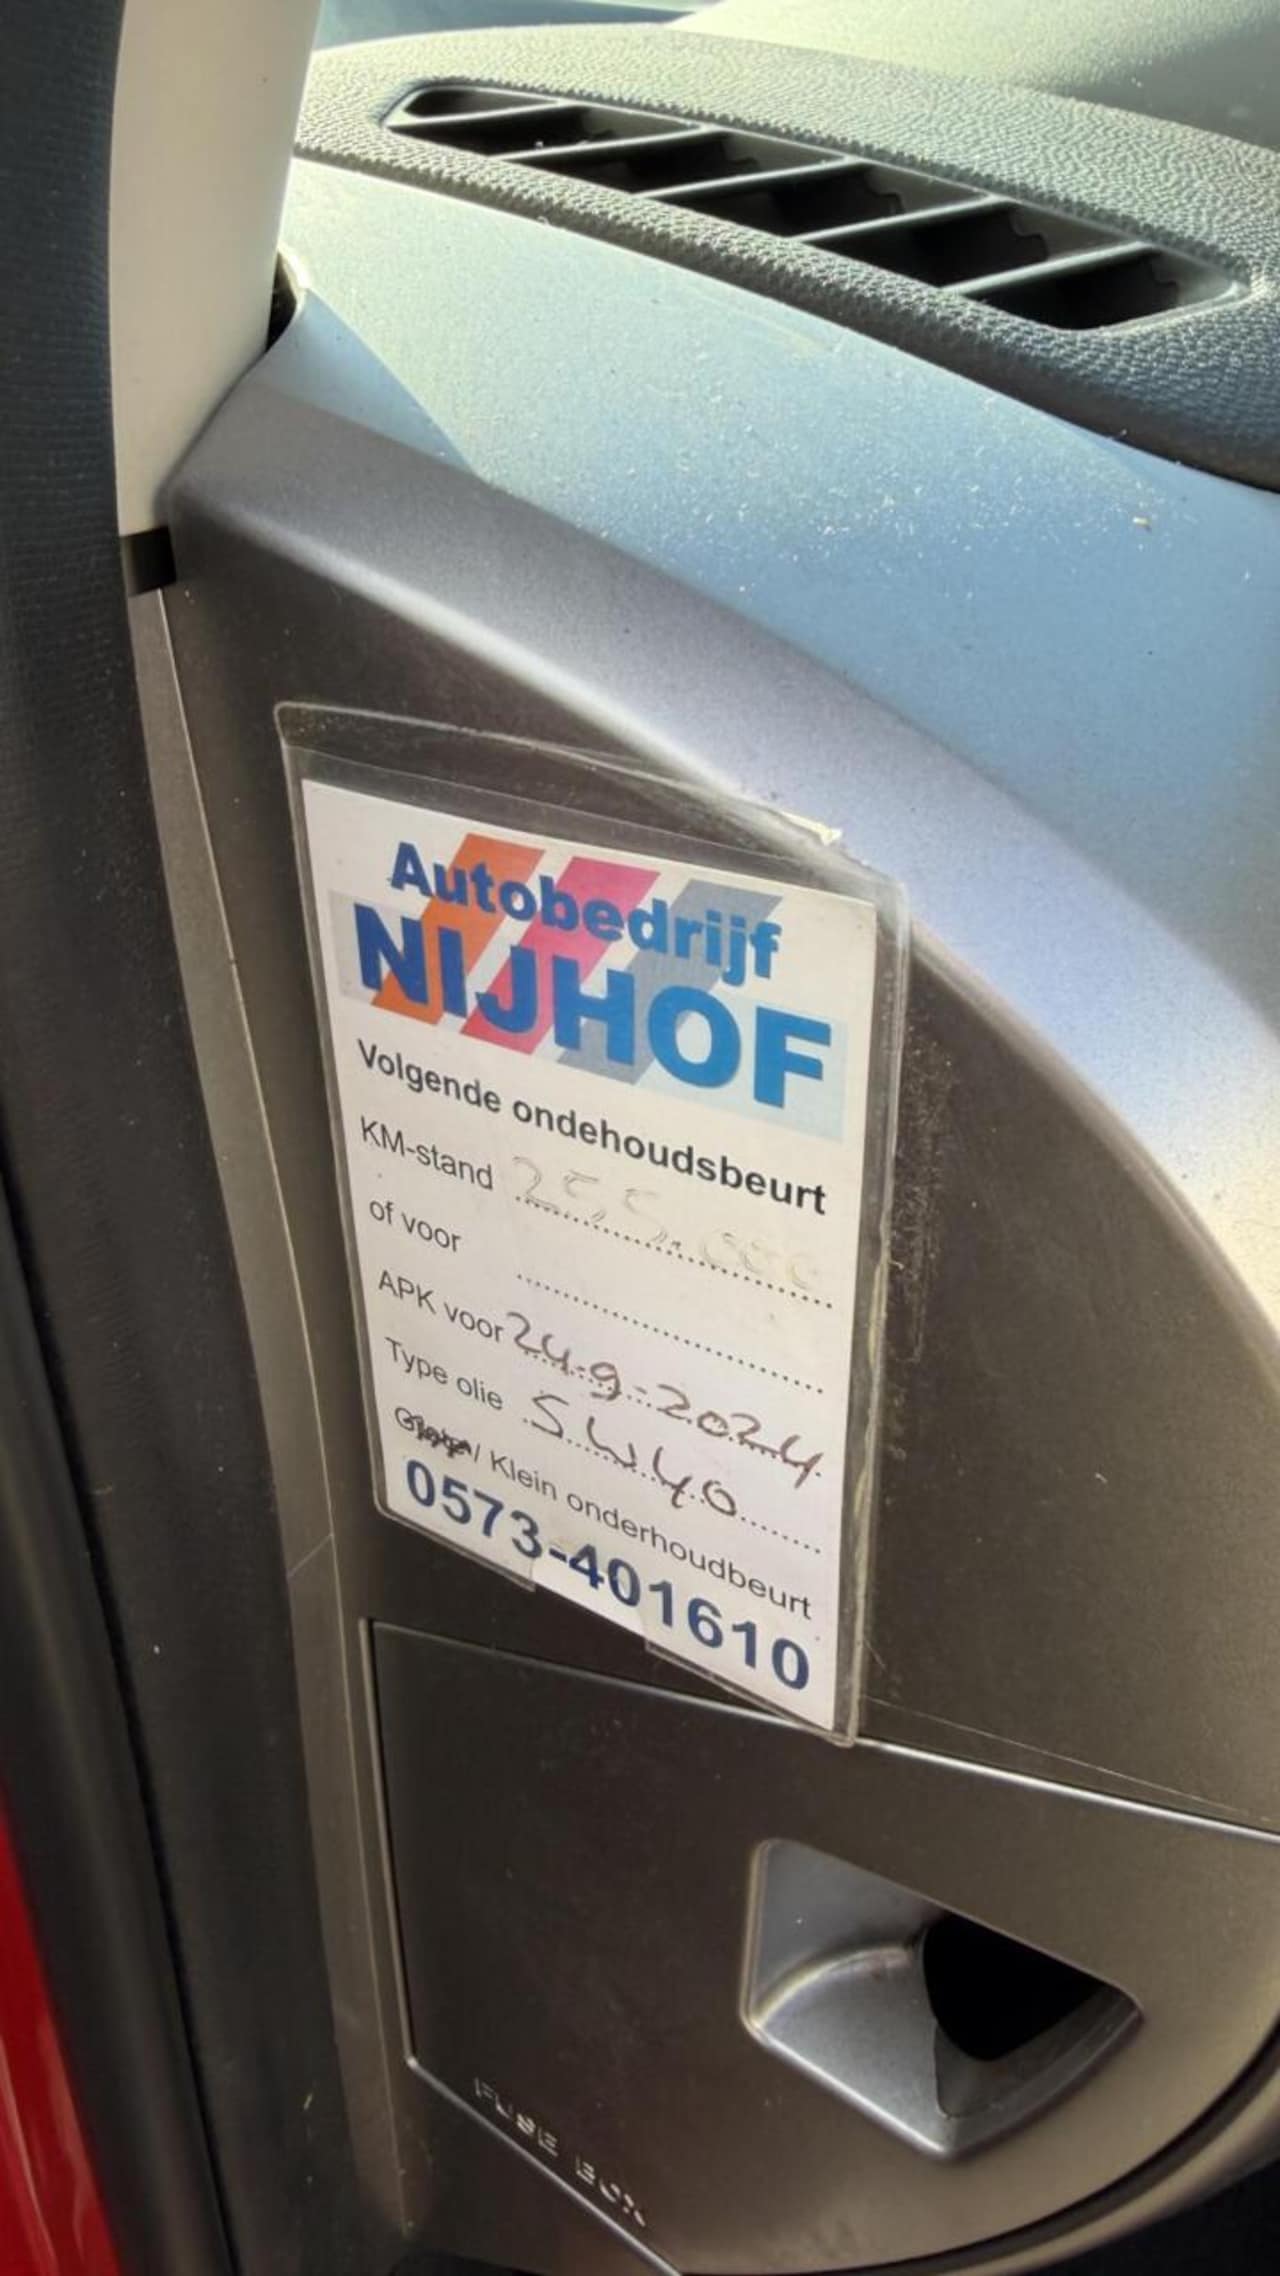 Autobedrijf
NIJHOF
Volgende ondehoudsbeurt
KM-stand 255.000
of voor
APK voor 24-9-2024
Type olie 5W40
/ Klein onderhoudbeurt
0573-401610
FUSE BOX